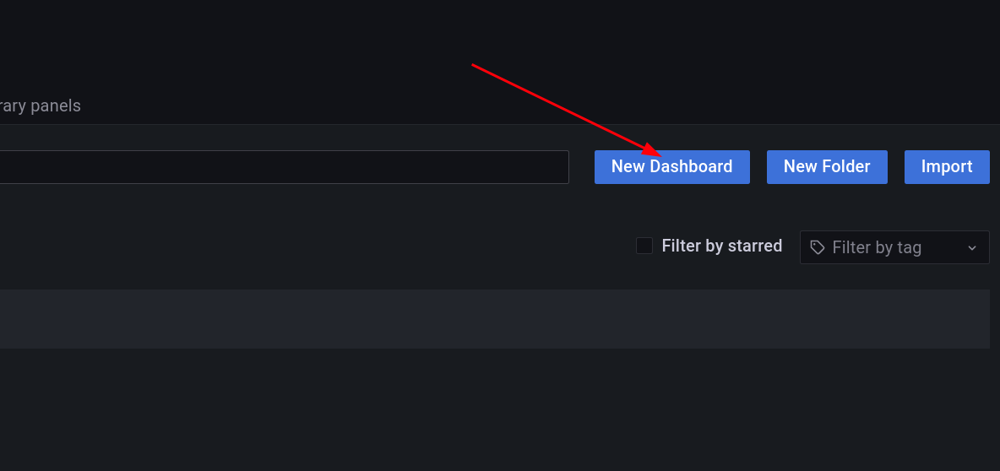 rary panels
New Dashboard
New Folder
Import
Filter by starred
Filter by tag